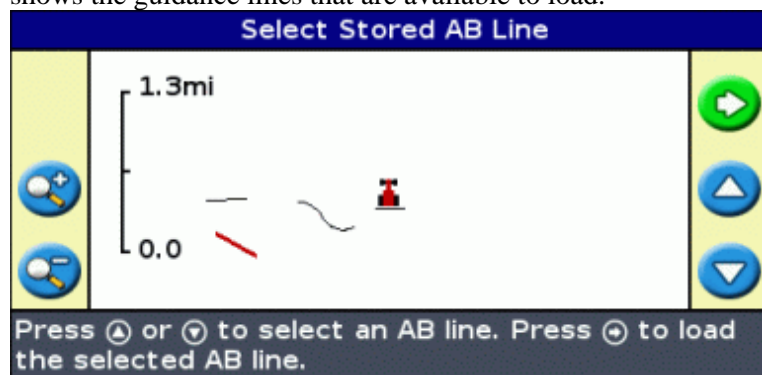 shows the guidance lines that are available to load.
Select Stored AB Line
1.3mi
0.0
Press ▲ or ▼ to select an AB line. Press → to load
the selected AB line.